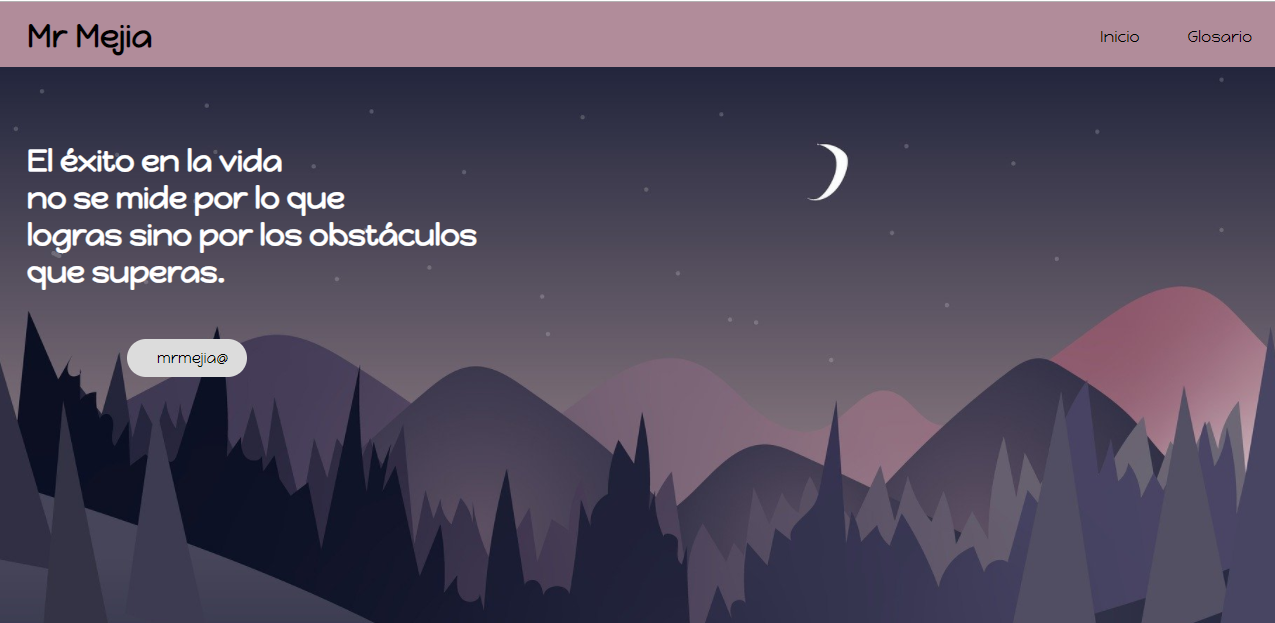 Mr Mejia
Inicio
Glosario
El éxito en la vida
no se mide por lo que
logras sino por los obstáculos
que superas.
mrmejia@